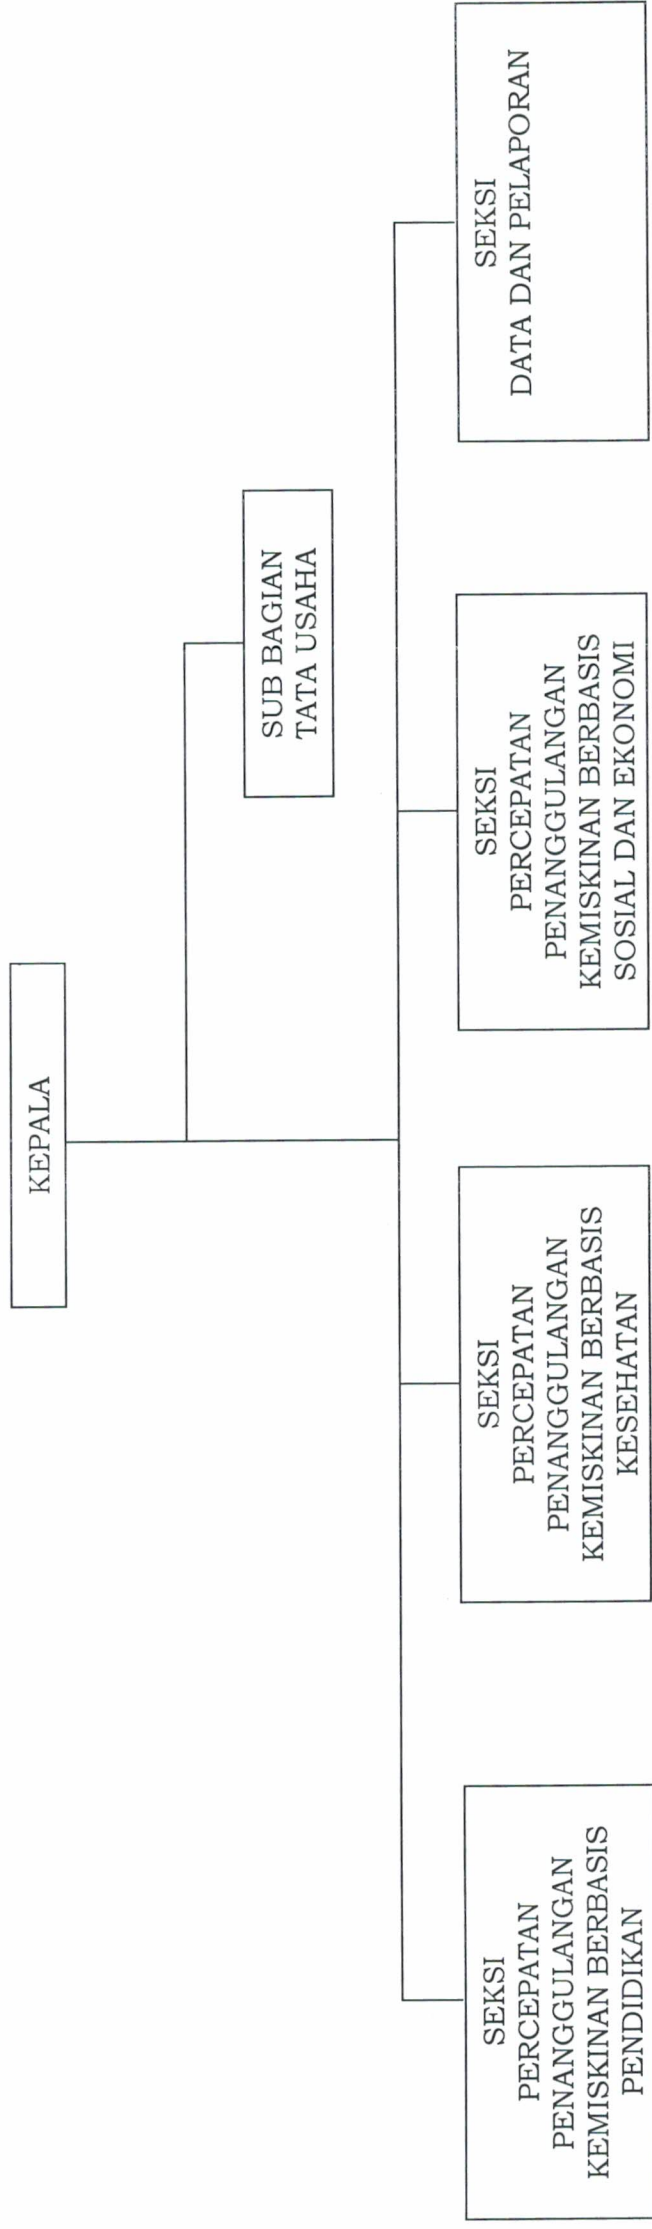 KEPALA
SUB BAGIAN
TATA USAHA
SEKSI
PERCEPATAN
PENANGGULANGAN
KEMISKINAN BERBASIS
PENDIDIKAN
SEKSI
PERCEPATAN
PENANGGULANGAN
KEMISKINAN BERBASIS
KESEHATAN
SEKSI
PERCEPATAN
PENANGGULANGAN
KEMISKINAN BERBASIS
SOSIAL DAN EKONOMI
SEKSI
DATA DAN PELAPORAN